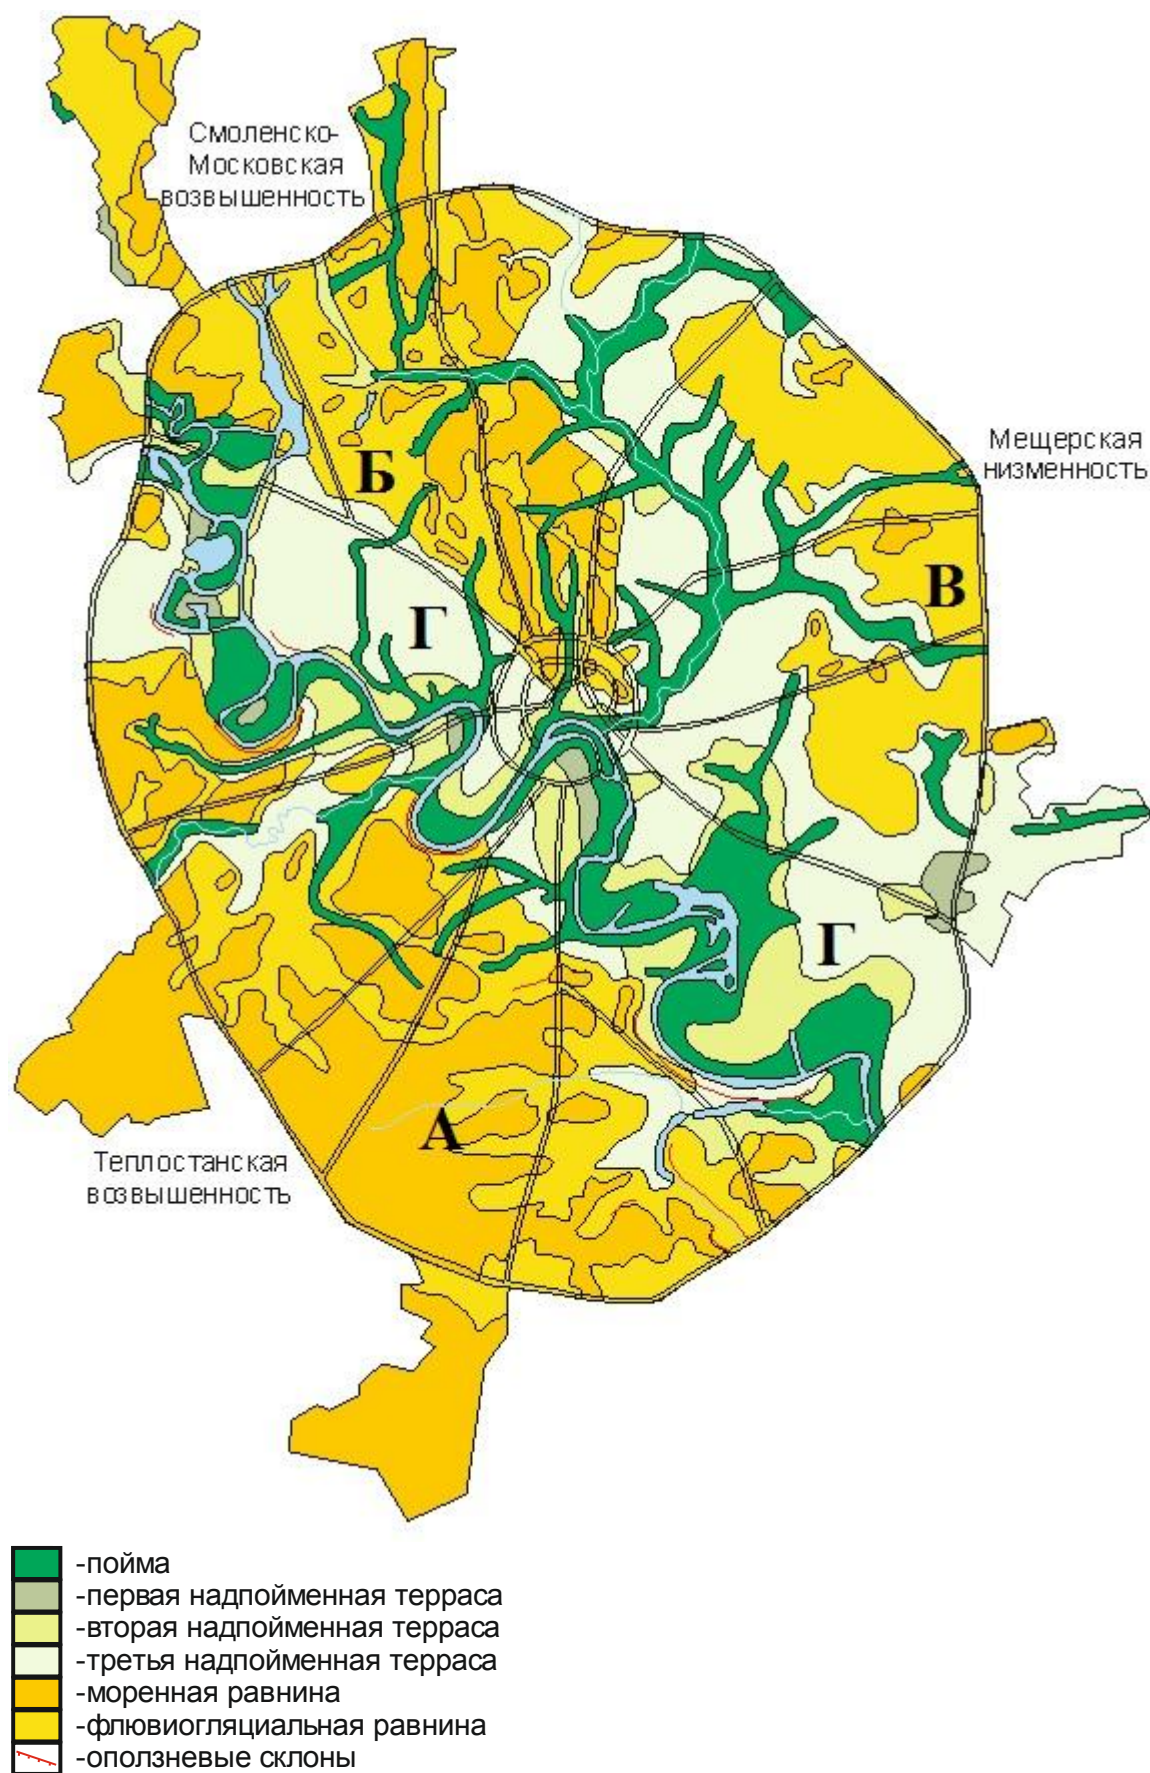 Смоленско-
Московская
возвышенность
Мещерская
низменность
Б
В
Г
Г
А
Теплостанская
возвышенность
-пойма
-первая надпойменная терраса
-вторая надпойменная терраса
-третья надпойменная терраса
-моренная равнина
-флювиогляциальная равнина
-оползневые склоны